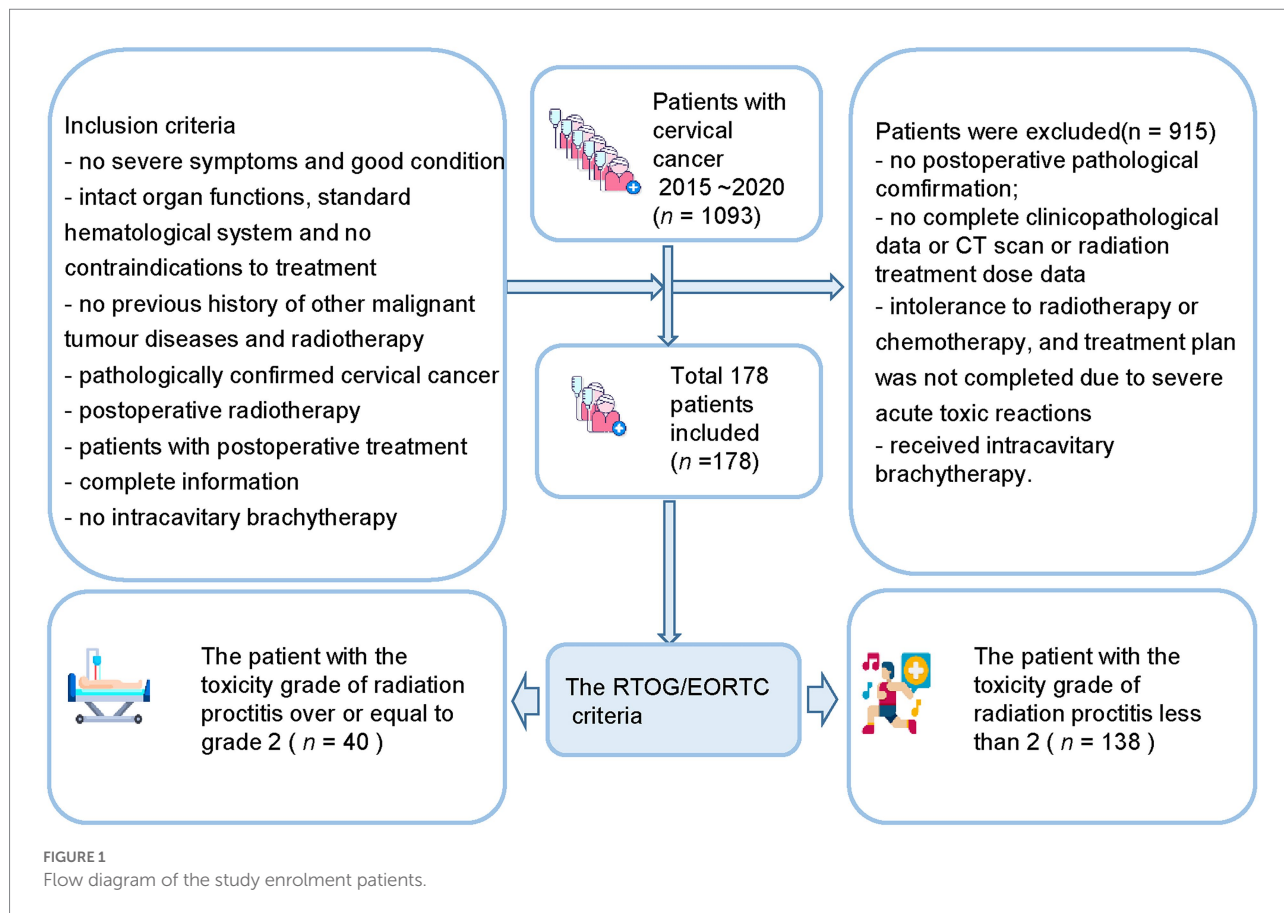 Inclusion criteria
- no severe symptoms and good condition
- intact organ functions, standard
hematological system and no
contraindications to treatment
- no previous history of other malignant
tumour diseases and radiotherapy
- pathologically confirmed cervical cancer
- postoperative radiotherapy
- patients with postoperative treatment
- complete information
- no intracavitary brachytherapy
Patients with
cervical
cancer
2015 ~2020
(n = 1093)
Patients were excluded(n = 915)
- no postoperative pathological
comfirmation;
- no complete clinicopathological
data or CT scan or radiation
treatment dose data
- intolerance to radiotherapy or
chemotherapy, and treatment plan
was not completed due to severe
acute toxic reactions
- received intracavitary
brachytherapy.
Total 178
patients
included
(n =178)
The patient with the
toxicity grade of radiation
proctitis over or equal to
grade 2 ( n = 40 )
The RTOG/EORTC
criteria
The patient with the
toxicity grade of
radiation proctitis less
than 2 ( n = 138 )
FIGURE 1
Flow diagram of the study enrolment patients.